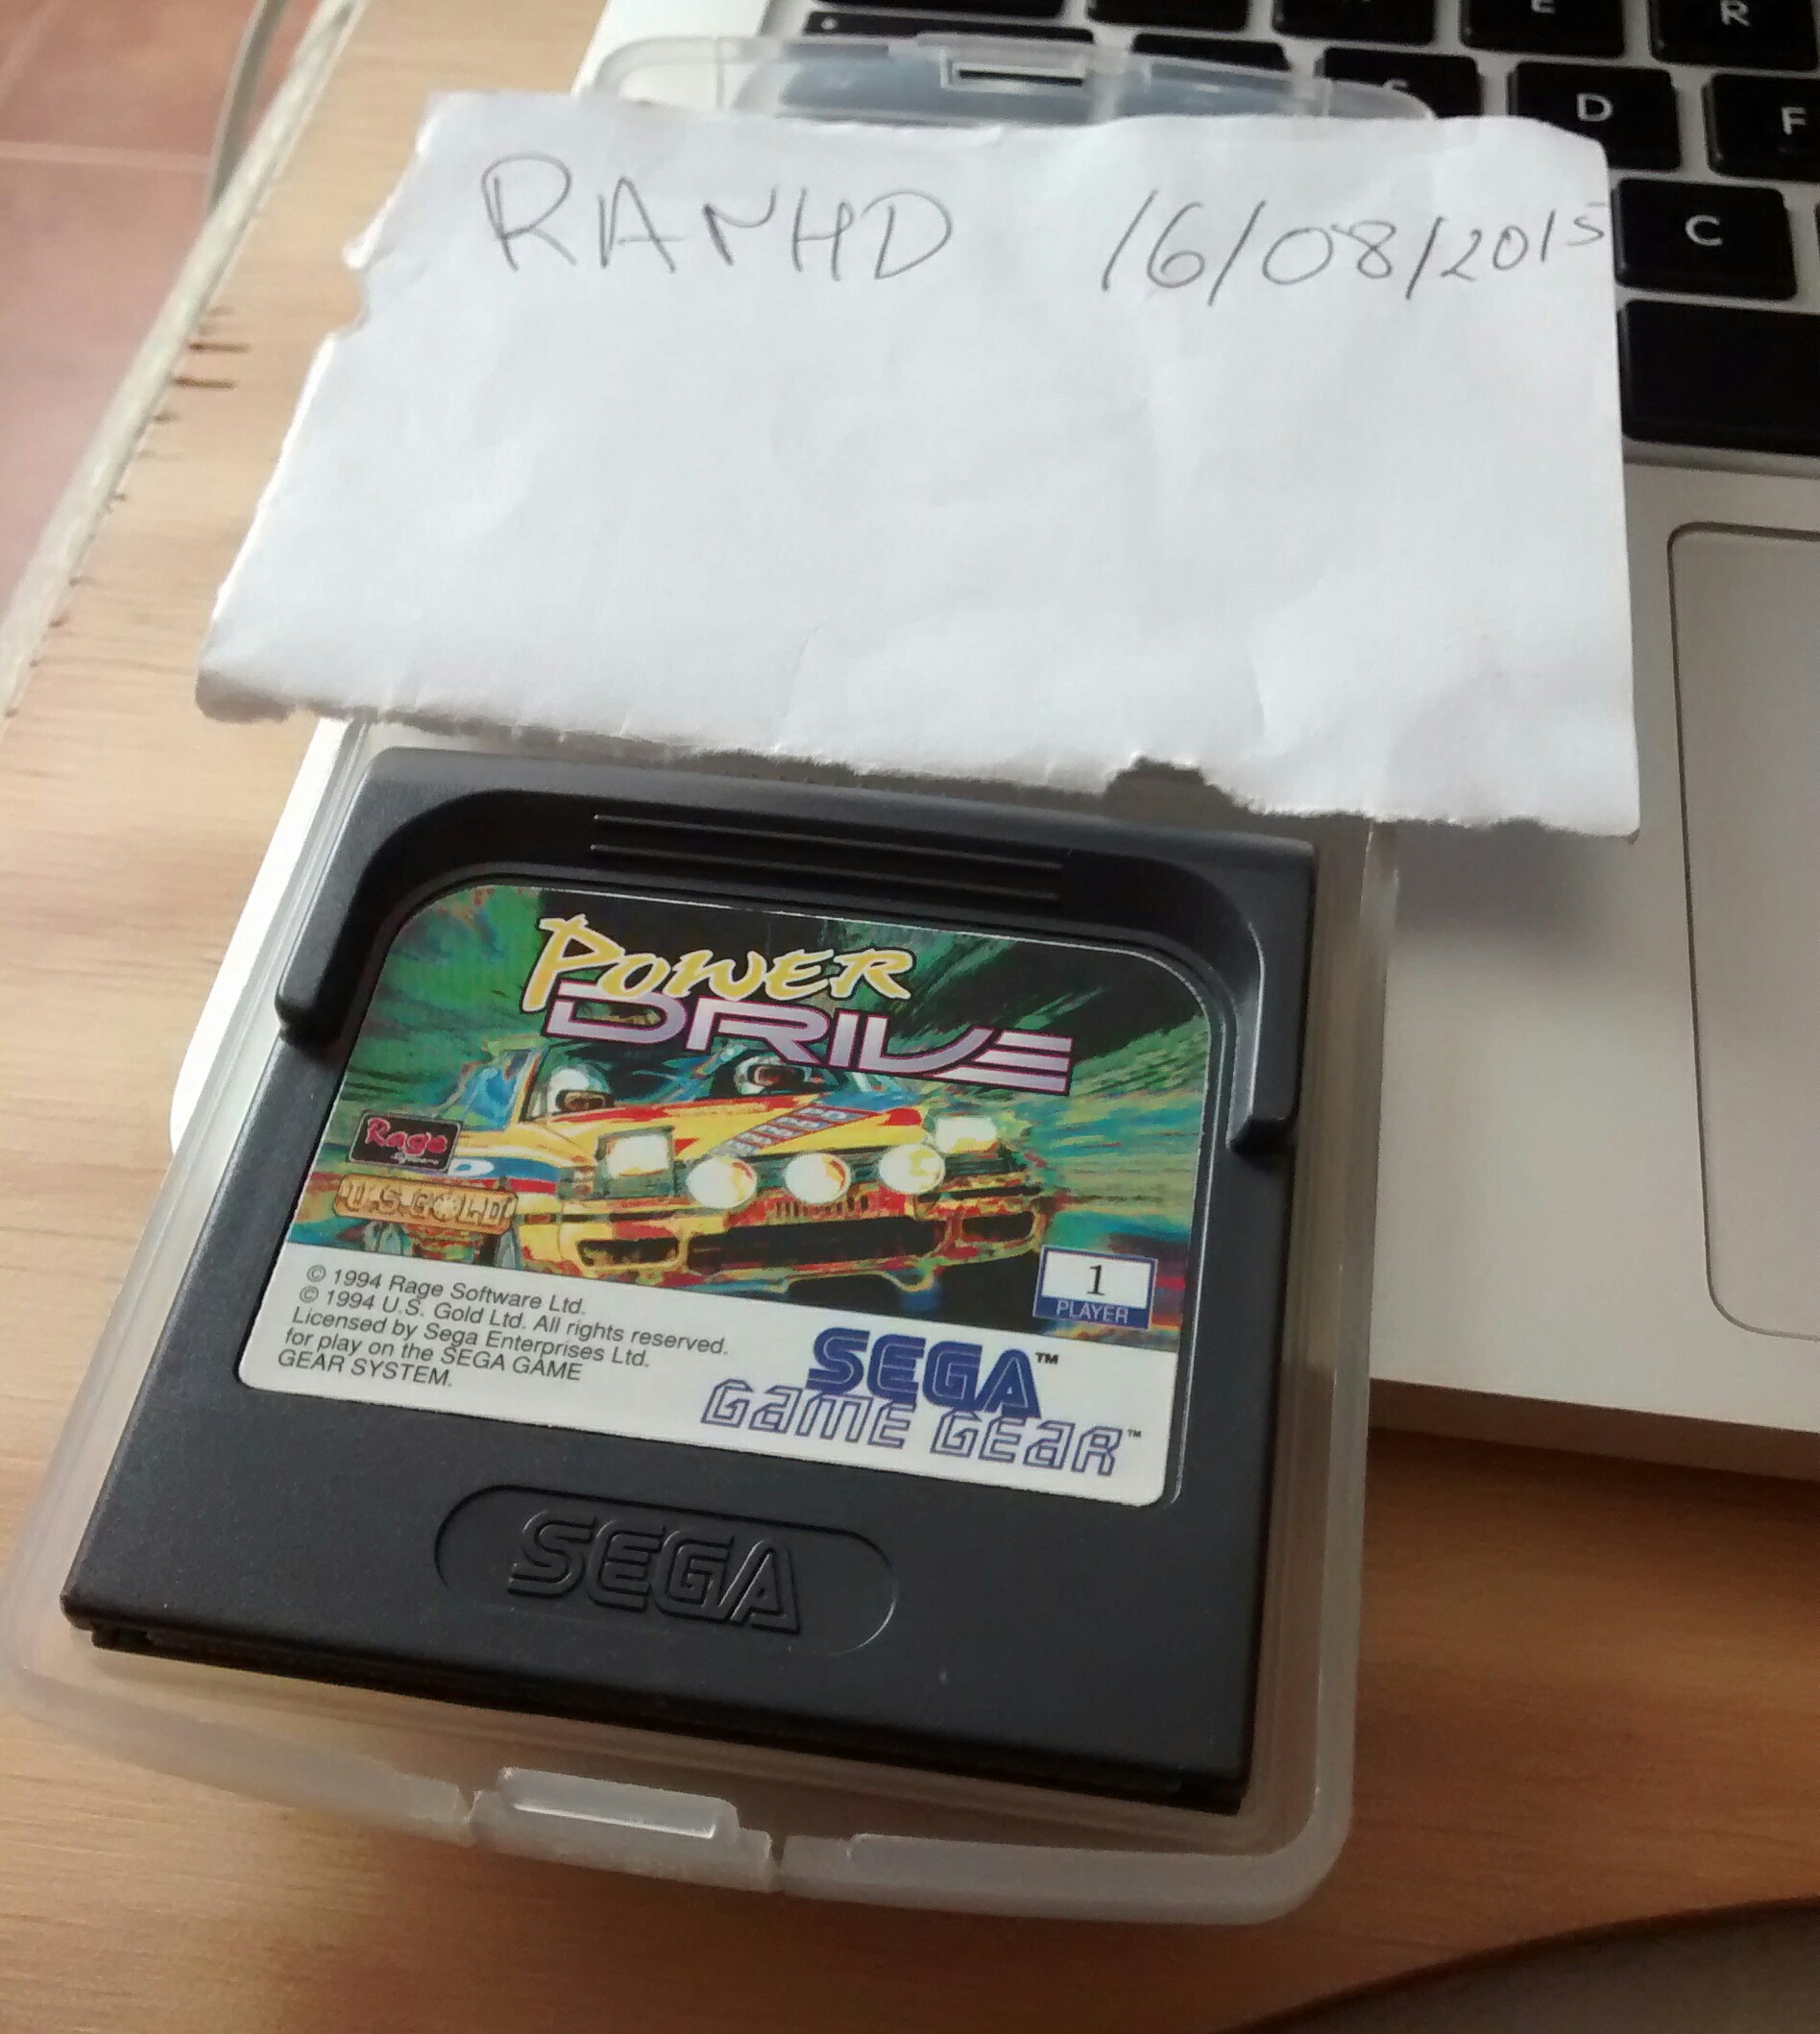 E R
D F
C
RANHD 16/08/2015
POWER
DRIVE
Rage
Software
U.S. GOLD
© 1994 Rage Software Ltd.
© 1994 U.S. Gold Ltd. All rights reserved.
Licensed by Sega Enterprises Ltd.
for play on the SEGA GAME
GEAR SYSTEM.
1
PLAYER
SEGA™
GAME GEAR™
SEGA